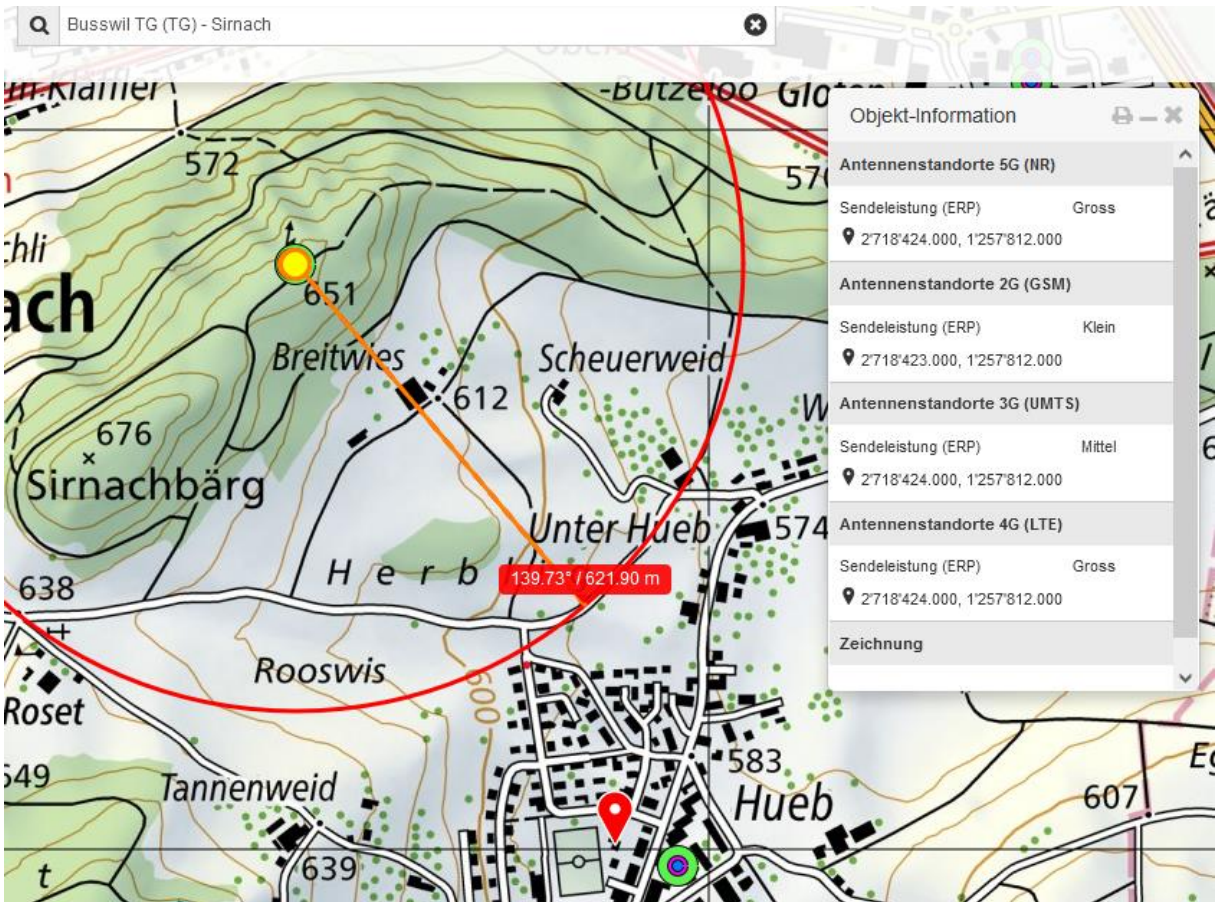 Busswil TG (TG) - Sirnach
Objekt-Information
Antennenstandorte 5G (NR)
Sendeleistung (ERP) Gross
2'718'424.000, 1'257'812.000
Antennenstandorte 2G (GSM)
Sendeleistung (ERP) Klein
2'718'423.000, 1'257'812.000
Antennenstandorte 3G (UMTS)
Sendeleistung (ERP) Mittel
2'718'424.000, 1'257'812.000
Antennenstandorte 4G (LTE)
Sendeleistung (ERP) Gross
2'718'424.000, 1'257'812.000
Zeichnung
-Butzeloo
572
651
Breitwies
Scheuerweid
612
676
Sirnachbärg
Unter Hueb
574
139.73° / 621.90 m
638
Rooswis
600
Roset
583
Tannenweid
Hueb
607
639